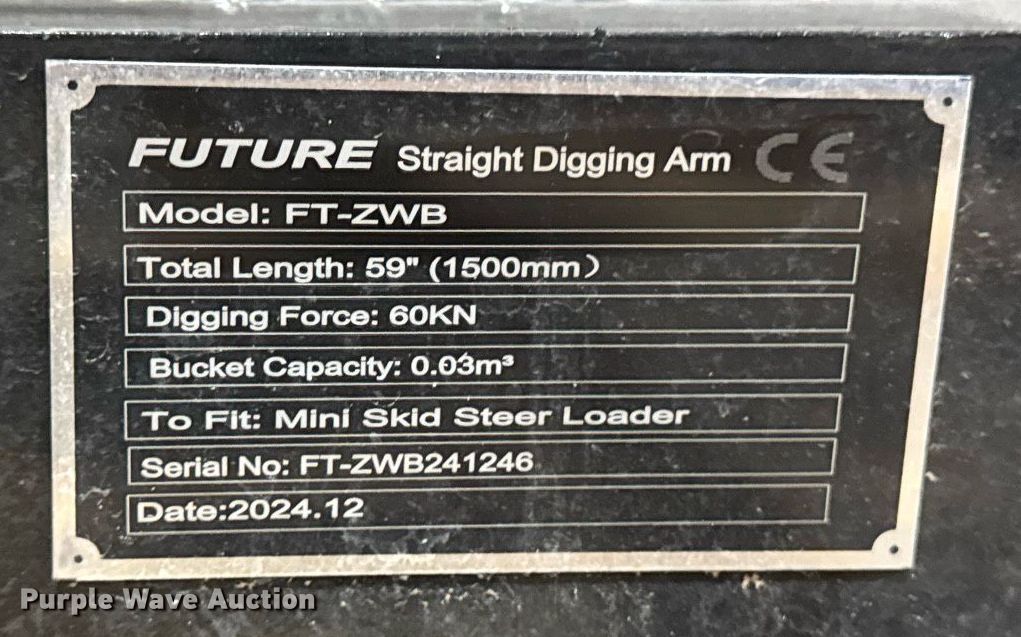 FUTURE Straight Digging Arm CE
Model: FT-ZWB
Total Length: 59" (1500mm）
Digging Force: 60KN
Bucket Capacity: 0.03m³
To Fit: Mini Skid Steer Loader
Serial No: FT-ZWB241246
Date:2024.12
Purple Wave Auction